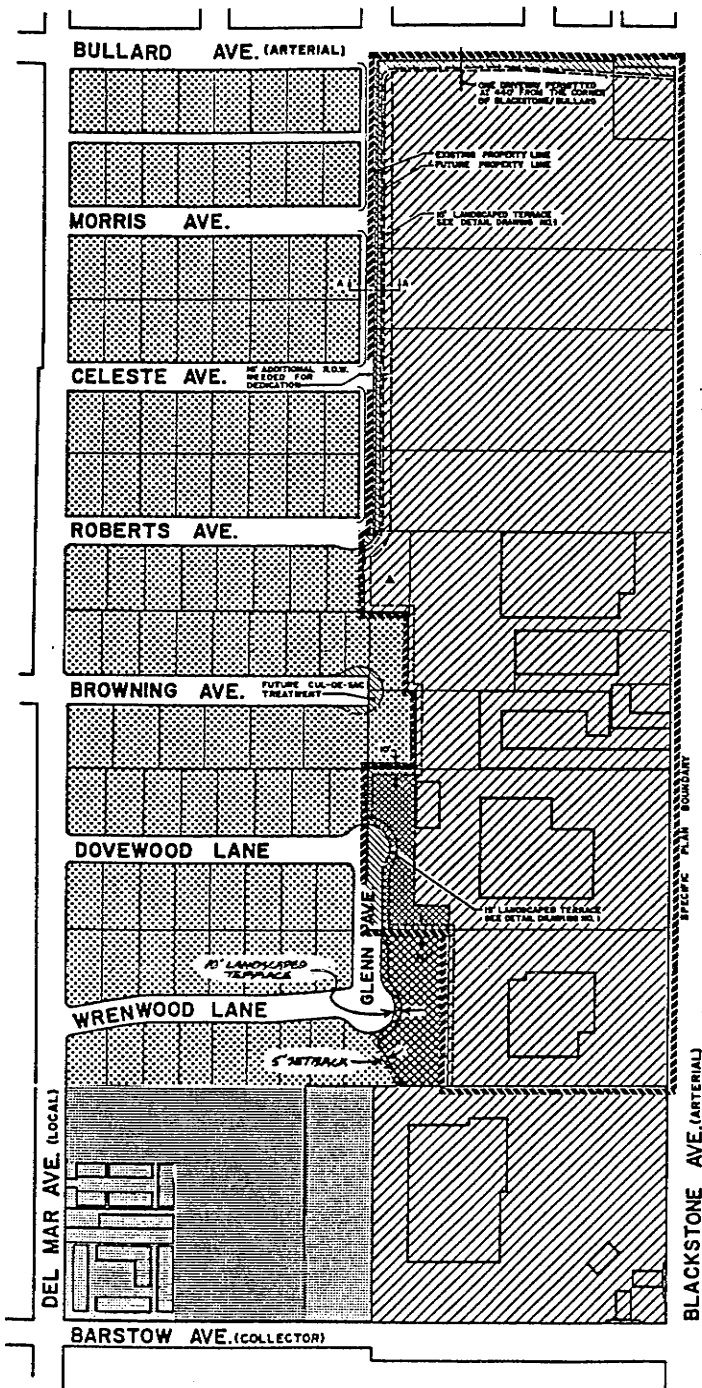 BULLARD AVE. (ARTERIAL)
ONE DRIVEWAY PERMITTED
AT 440' FROM THE CORNER
OF BLACKSTONE/BULLARD
EXISTING PROPERTY LINE
FUTURE PROPERTY LINE
MORRIS AVE.
LANDSCAPED TERRACE
SEE DETAIL DRAWING NO. 1
A A
CELESTE AVE.
10' ADDITIONAL R.O.W.
NEEDED FOR
DEDICATION
ROBERTS AVE.
BROWNING AVE.
FUTURE CUL-DE-SAC
TREATMENT
10'
SPECIFIC PLAN BOUNDARY
DOVEWOOD LANE
LANDSCAPED TERRACE
SEE DETAIL DRAWING NO. 1
GLENN AVE.
10' LANDSCAPED
TERRACE
WRENWOOD LANE
5' SETBACK
DEL MAR AVE. (LOCAL)
BLACKSTONE AVE. (ARTERIAL)
BARSTOW AVE. (COLLECTOR)